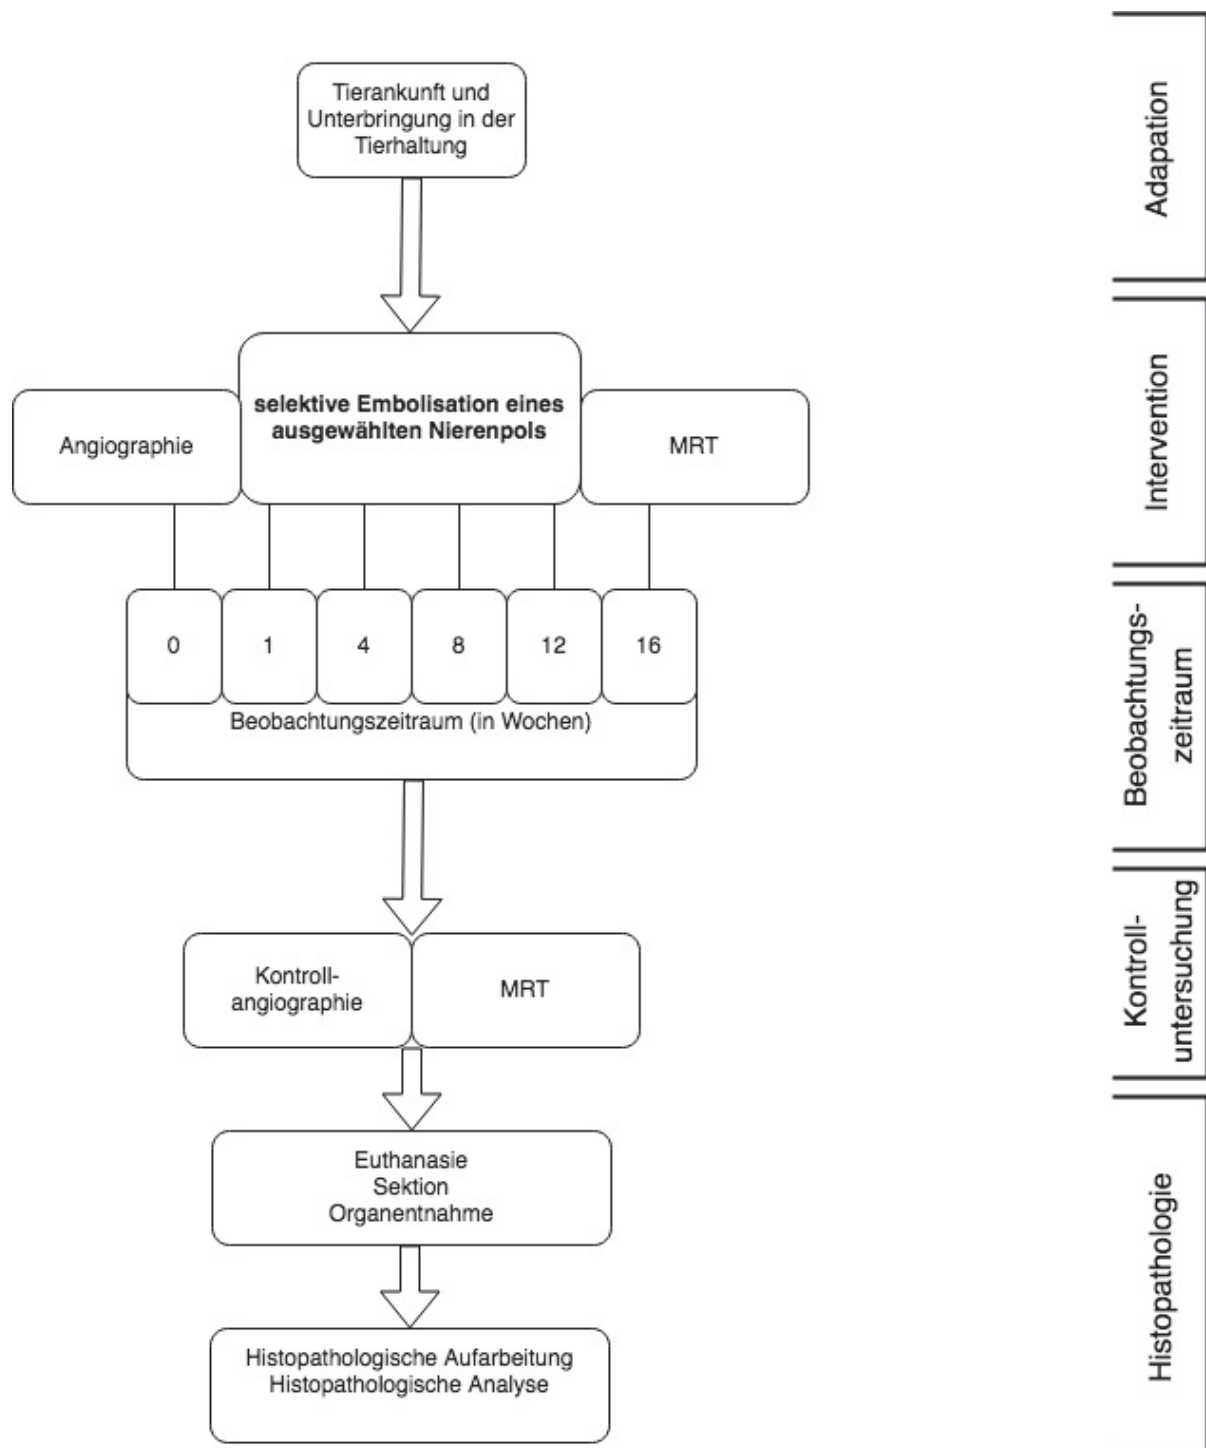 Tierankunft und
Unterbringung in der
Tierhaltung
Adapation
selektive Embolisation eines
ausgewählten Nierenpols
Angiographie
MRT
Intervention
0
1
4
8
12
16
Beobachtungszeitraum (in Wochen)
Beobachtungs-
zeitraum
Kontroll-
angiographie
MRT
Kontroll-
untersuchung
Euthanasie
Sektion
Organentnahme
Histopathologische Aufarbeitung
Histopathologische Analyse
Histopathologie